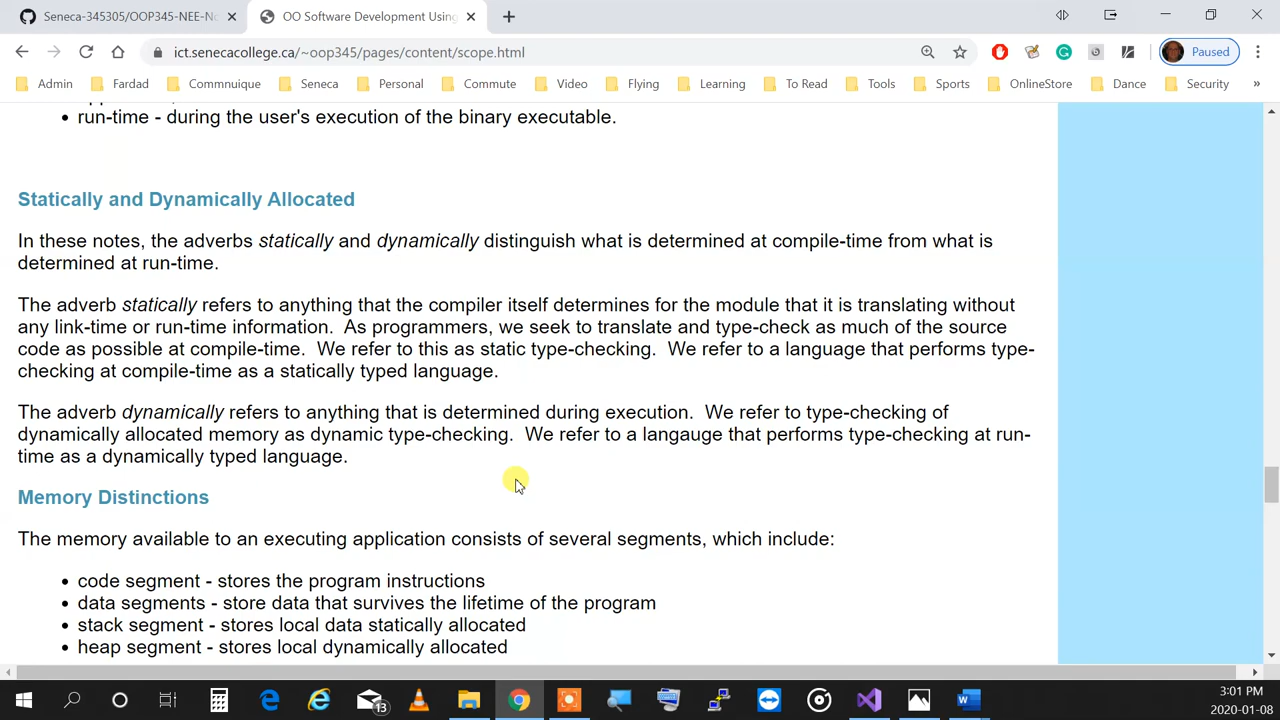 Seneca-345305/OOP345-NEE-No
OO Software Development Using
ict.senecacollege.ca/~oop345/pages/content/scope.html
Paused
Admin
Fardad
Commnuique
Seneca
Personal
Commute
Video
Flying
Learning
To Read
Tools
Sports
OnlineStore
Dance
Security
»
• run-time - during the user's execution of the binary executable.
Statically and Dynamically Allocated
In these notes, the adverbs statically and dynamically distinguish what is determined at compile-time from what is
determined at run-time.
The adverb statically refers to anything that the compiler itself determines for the module that it is translating without
any link-time or run-time information.  As programmers, we seek to translate and type-check as much of the source
code as possible at compile-time.  We refer to this as static type-checking.  We refer to a language that performs type-
checking at compile-time as a statically typed language.
The adverb dynamically refers to anything that is determined during execution.  We refer to type-checking of
dynamically allocated memory as dynamic type-checking.  We refer to a langauge that performs type-checking at run-
time as a dynamically typed language.
Memory Distinctions
The memory available to an executing application consists of several segments, which include:
• code segment - stores the program instructions
• data segments - store data that survives the lifetime of the program
• stack segment - stores local data statically allocated
• heap segment - stores local dynamically allocated
13
3:01 PM
2020-01-08